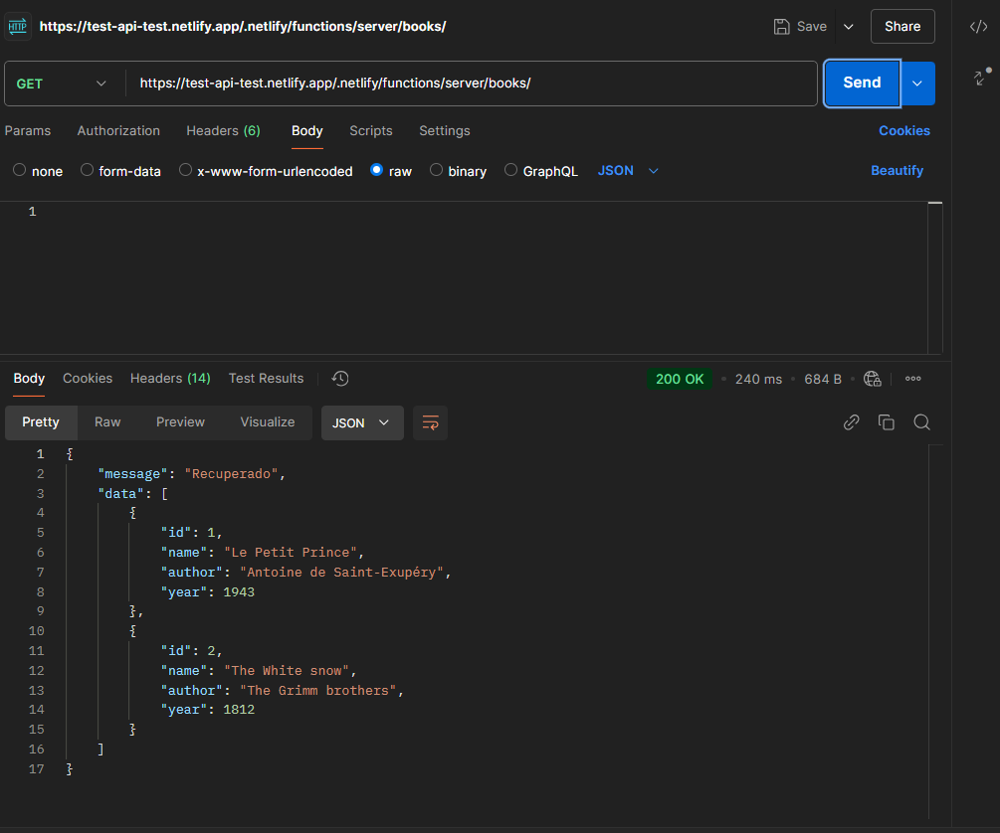 HTTP https://test-api-test.netlify.app/.netlify/functions/server/books/ Save Share
GET https://test-api-test.netlify.app/.netlify/functions/server/books/ Send
Params Authorization Headers (6) Body Scripts Settings Cookies
none form-data x-www-form-urlencoded raw binary GraphQL JSON Beautify
1
Body Cookies Headers (14) Test Results 200 OK • 240 ms • 684 B •
Pretty Raw Preview Visualize JSON
1 {
2 "message": "Recuperado",
3 "data": [
4 {
5 "id": 1,
6 "name": "Le Petit Prince",
7 "author": "Antoine de Saint-Exupéry",
8 "year": 1943
9 },
10 {
11 "id": 2,
12 "name": "The White snow",
13 "author": "The Grimm brothers",
14 "year": 1812
15 }
16 ]
17 }